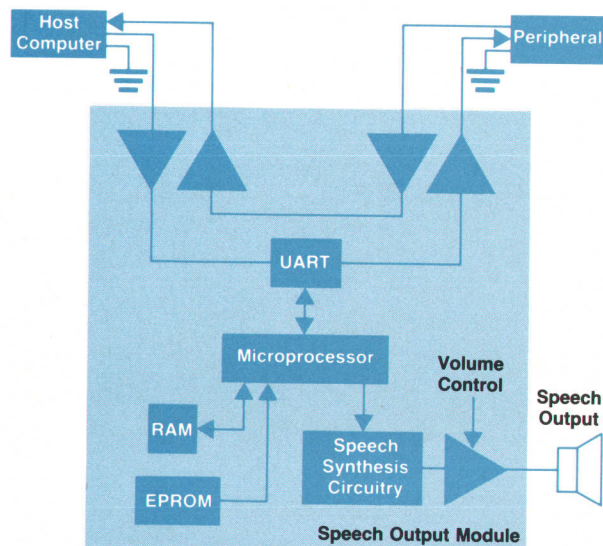 Host
Computer
Peripheral
UART
Microprocessor
Volume
Control
Speech
Output
RAM
Speech
Synthesis
Circuitry
EPROM
Speech Output Module